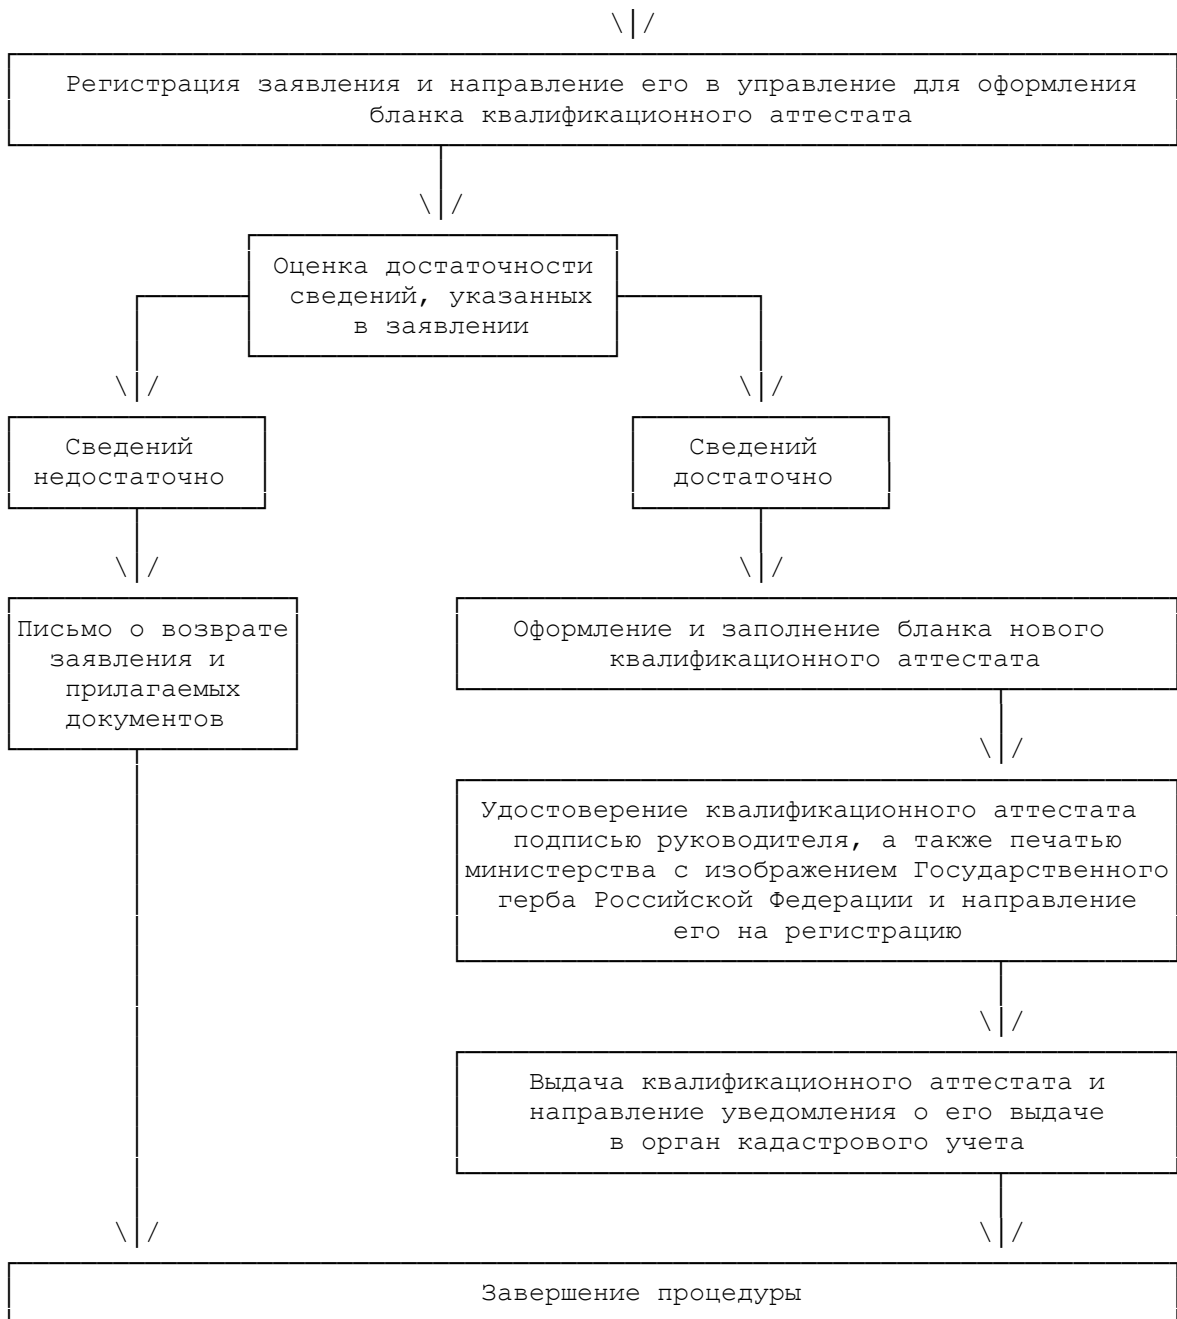 Регистрация заявления и направление его в управление для оформления
бланка квалификационного аттестата
Оценка достаточности
сведений, указанных
в заявлении
Сведений
недостаточно
Сведений
достаточно
Письмо о возврате
заявления и
прилагаемых
документов
Оформление и заполнение бланка нового
квалификационного аттестата
Удостоверение квалификационного аттестата
подписью руководителя, а также печатью
министерства с изображением Государственного
герба Российской Федерации и направление
его на регистрацию
Выдача квалификационного аттестата и
направление уведомления о его выдаче
в орган кадастрового учета
Завершение процедуры